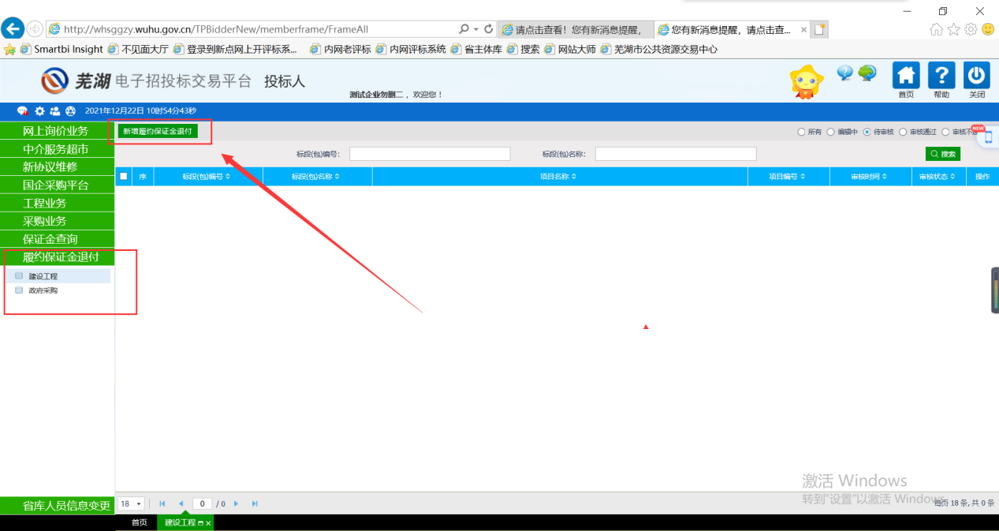 http://whsggzy.wuhu.gov.cn/TPBidderNew/memberframe/FrameAll
请点击查看！您有新消息提醒，
您有新消息提醒，请点击查... ×
Smartbi Insight 不见面大厅 登录到新点网上开评标系... 内网老评标 内网评标系统 省主体库 搜索 网站大师 芜湖市公共资源交易中心
芜湖 电子招投标交易平台 投标人
测试企业勿删二，欢迎您！
首页 帮助 关闭
2021年12月22日 10时54分43秒
网上询价业务
中介服务超市
新协议维修
国企采购平台
工程业务
采购业务
保证金查询
履约保证金退付
建设工程
政府采购
省库人员信息变更
新增履约保证金退付
所有 编辑中 待审核 审核通过 审核不
NEW
标段(包)编号: 标段(包)名称: 搜索
序 标段(包)编号 标段(包)名称 项目名称 项目编号 审核时间 审核状态 操作
激活 Windows
转到"设置"以激活 Windows
18 0 / 0 每页 18 条, 共 0 条
首页 建设工程